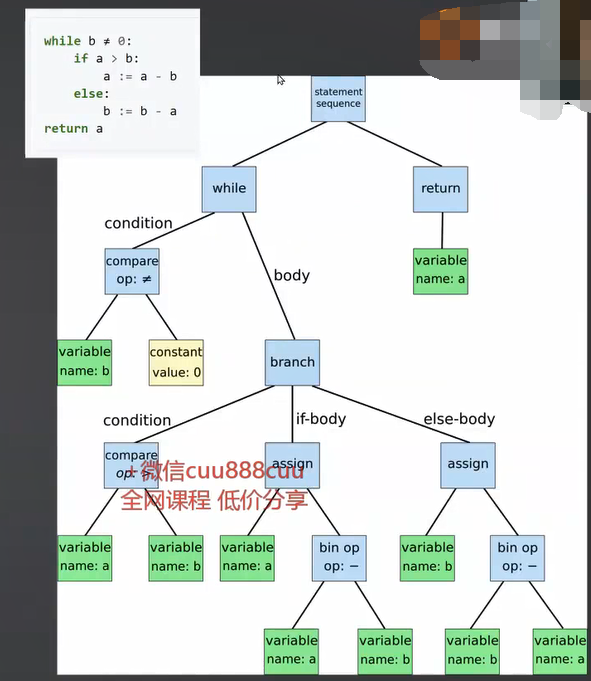 while b ≠ 0:
if a > b:
a := a - b
else:
b := b - a
return a
statement
sequence
while
return
condition
body
compare
op: ≠
variable
name: a
variable
name: b
constant
value: 0
branch
condition
if-body
else-body
compare
op: >
assign
assign
+微信cuu888cuu
全网课程 低价分享
variable
name: a
variable
name: b
variable
name: a
bin op
op: −
variable
name: b
bin op
op: −
variable
name: a
variable
name: b
variable
name: b
variable
name: a